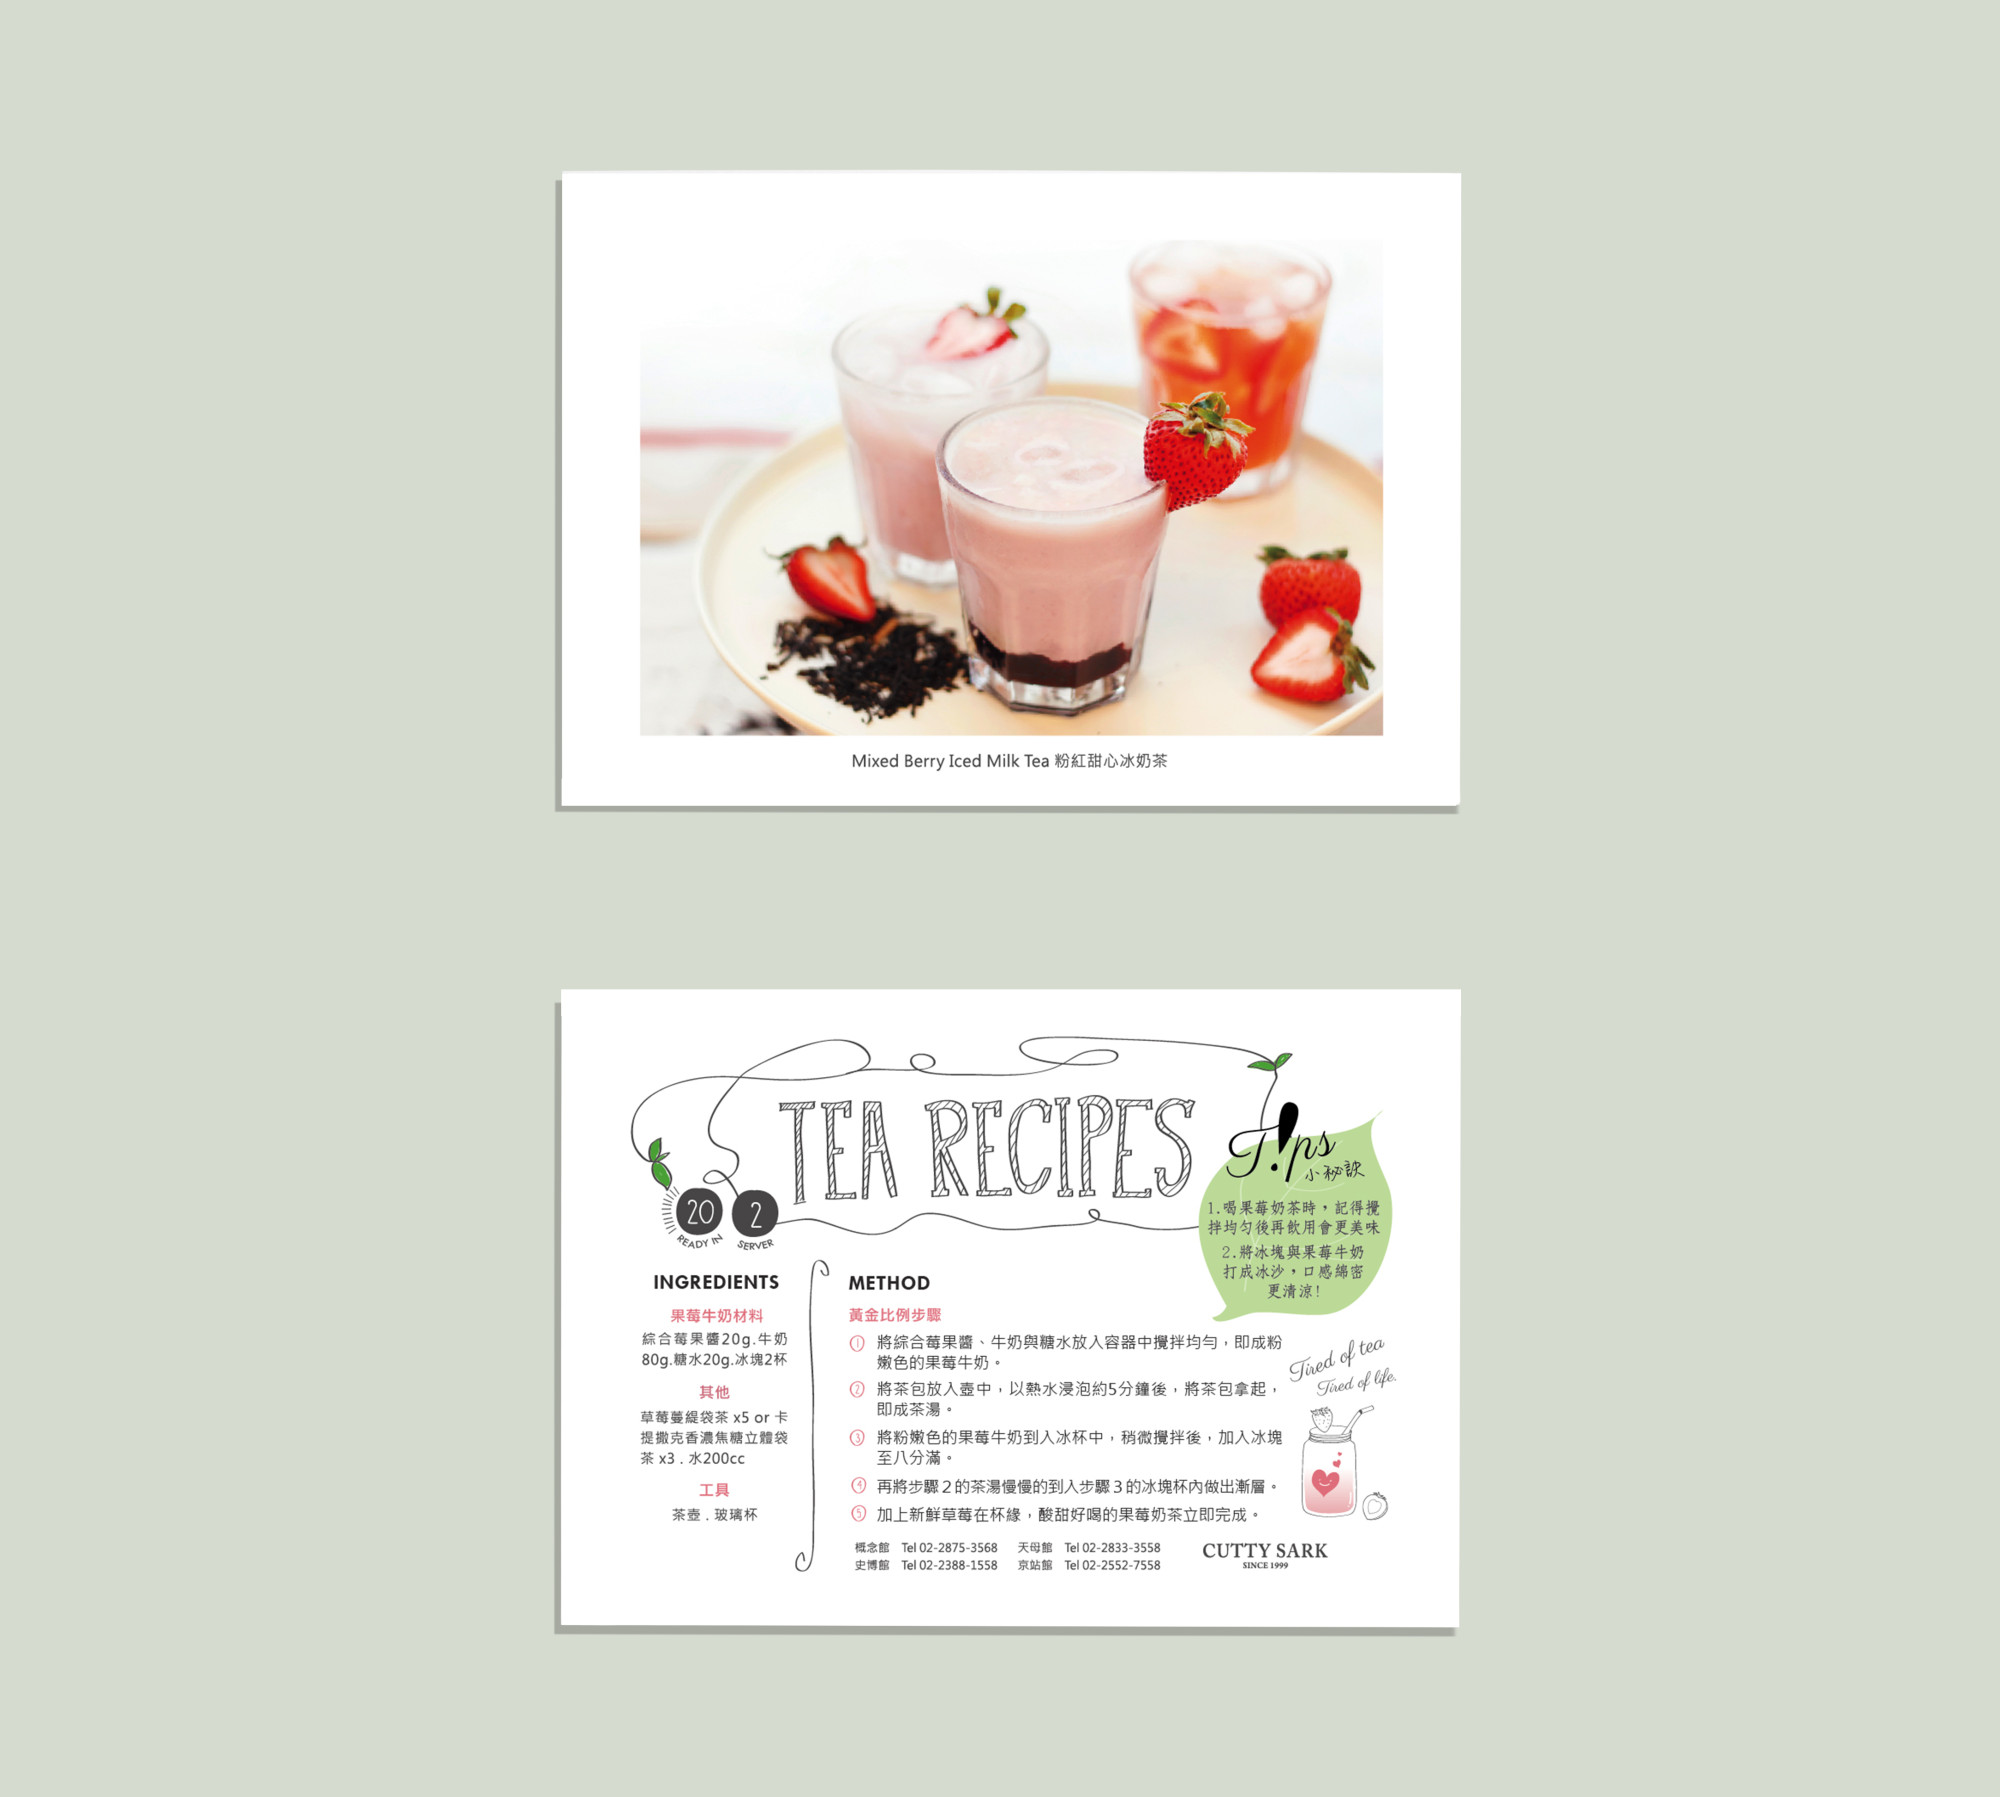 Mixed Berry Iced Milk Tea 粉紅甜心冰奶茶
TEA RECIPES
20
READY IN
2
SERVER
T!ps
小秘訣
1.喝果莓奶茶時，記得攪
拌均勻後再飲用會更美味
2.將冰塊與果莓牛奶
打成冰沙，口感綿密
更清涼!
INGREDIENTS
果莓牛奶材料
綜合莓果醬20g.牛奶
80g.糖水20g.冰塊2杯
其他
草莓蔓緹袋茶 x5 or 卡
提撒克香濃焦糖立體袋
茶 x3 . 水200cc
工具
茶壺 . 玻璃杯
METHOD
黃金比例步驟
1 將綜合莓果醬、牛奶與糖水放入容器中攪拌均勻，即成粉
嫩色的果莓牛奶。
2 將茶包放入壺中，以熱水浸泡約5分鐘後，將茶包拿起，
即成茶湯。
3 將粉嫩色的果莓牛奶到入冰杯中，稍微攪拌後，加入冰塊
至八分滿。
4 再將步驟２的茶湯慢慢的到入步驟３的冰塊杯內做出漸層。
5 加上新鮮草莓在杯緣，酸甜好喝的果莓奶茶立即完成。
Tired of tea
Tired of life.
概念館 Tel 02-2875-3568 天母館 Tel 02-2833-3558
史博館 Tel 02-2388-1558 京站館 Tel 02-2552-7558
CUTTY SARK
SINCE 1999